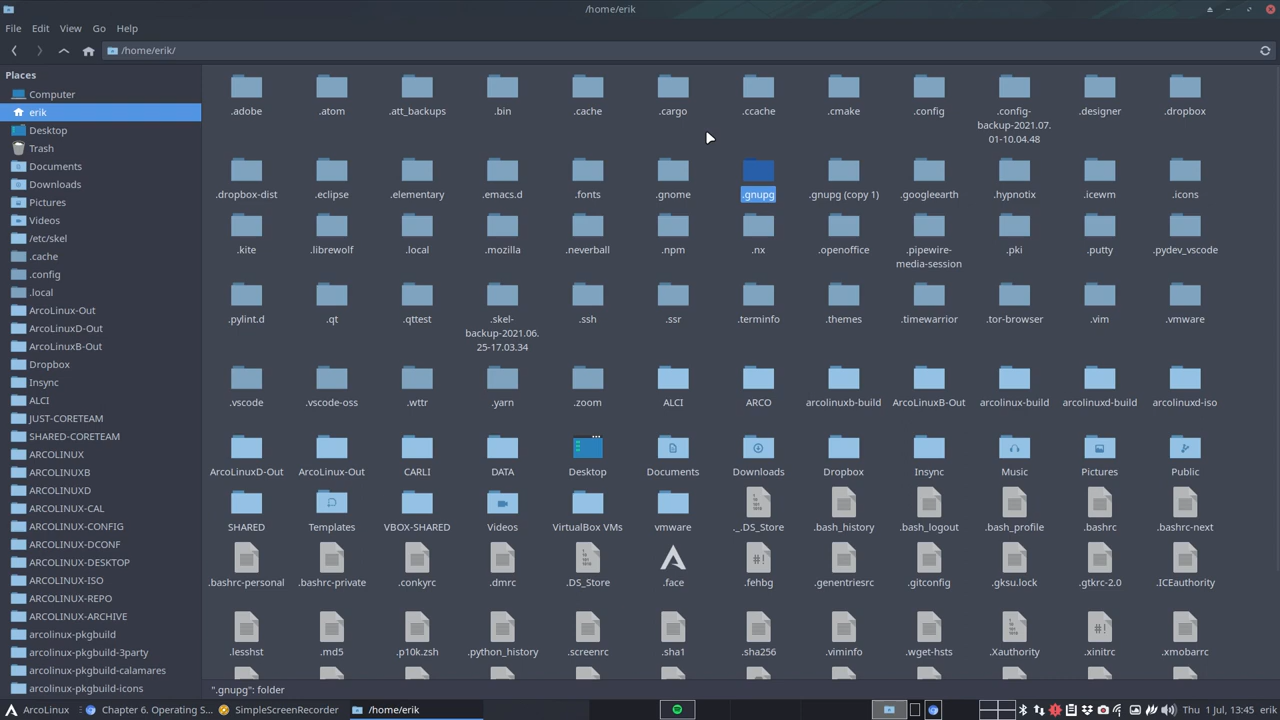 /home/erik
File Edit View Go Help
/home/erik/
Places
Computer
erik
Desktop
Trash
Documents
Downloads
Pictures
Videos
/etc/skel
.cache
.config
.local
ArcoLinux-Out
ArcoLinuxD-Out
ArcoLinuxB-Out
Dropbox
Insync
ALCI
JUST-CORETEAM
SHARED-CORETEAM
ARCOLINUX
ARCOLINUXB
ARCOLINUXD
ARCOLINUX-CAL
ARCOLINUX-CONFIG
ARCOLINUX-DCONF
ARCOLINUX-DESKTOP
ARCOLINUX-ISO
ARCOLINUX-REPO
ARCOLINUX-ARCHIVE
arcolinux-pkgbuild
arcolinux-pkgbuild-3party
arcolinux-pkgbuild-calamares
arcolinux-pkgbuild-icons
.adobe .atom .att_backups .bin .cache .cargo .ccache .cmake .config .config- .designer .dropbox
backup-2021.07.
01-10.04.48
.dropbox-dist .eclipse .elementary .emacs.d .fonts .gnome .gnupg .gnupg (copy 1) .googleearth .hypnotix .icewm .icons
.kite .librewolf .local .mozilla .neverball .npm .nx .openoffice .pipewire- .pki .putty .pydev_vscode
media-session
.pylint.d .qt .qttest .skel- .ssh .ssr .terminfo .themes .timewarrior .tor-browser .vim .vmware
backup-2021.06.
25-17.03.34
.vscode .vscode-oss .wttr .yarn .zoom ALCI ARCO arcolinuxb-build ArcoLinuxB-Out arcolinux-build arcolinuxd-build arcolinuxd-iso
ArcoLinuxD-Out ArcoLinux-Out CARLI DATA Desktop Documents Downloads Dropbox Insync Music Pictures Public
SHARED Templates VBOX-SHARED Videos VirtualBox VMs vmware ._.DS_Store .bash_history .bash_logout .bash_profile .bashrc .bashrc-next
.bashrc-personal .bashrc-private .conkyrc .dmrc .DS_Store .face .fehbg .genentriesrc .gitconfig .gksu.lock .gtkrc-2.0 .ICEauthority
.lesshst .md5 .p10k.zsh .python_history .screenrc .sha1 .sha256 .viminfo .wget-hsts .Xauthority .xinitrc .xmobarrc
".gnupg": folder
ArcoLinux Chapter 6. Operating S... SimpleScreenRecorder /home/erik Thu 1 Jul, 13:45 erik